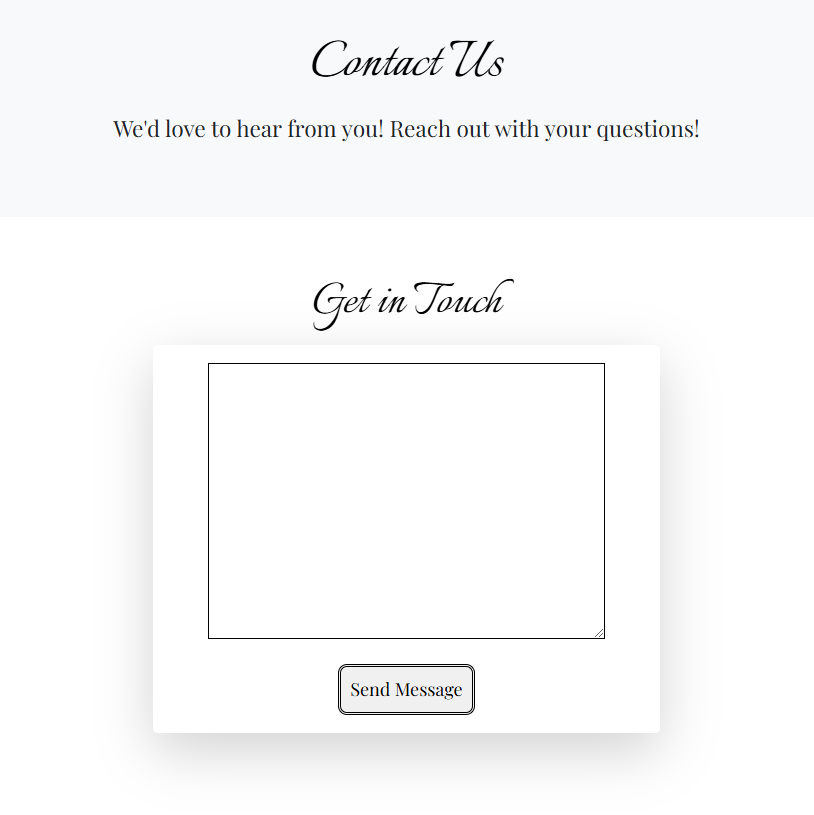 Contact Us
We'd love to hear from you! Reach out with your questions!
Get in Touch
Send Message